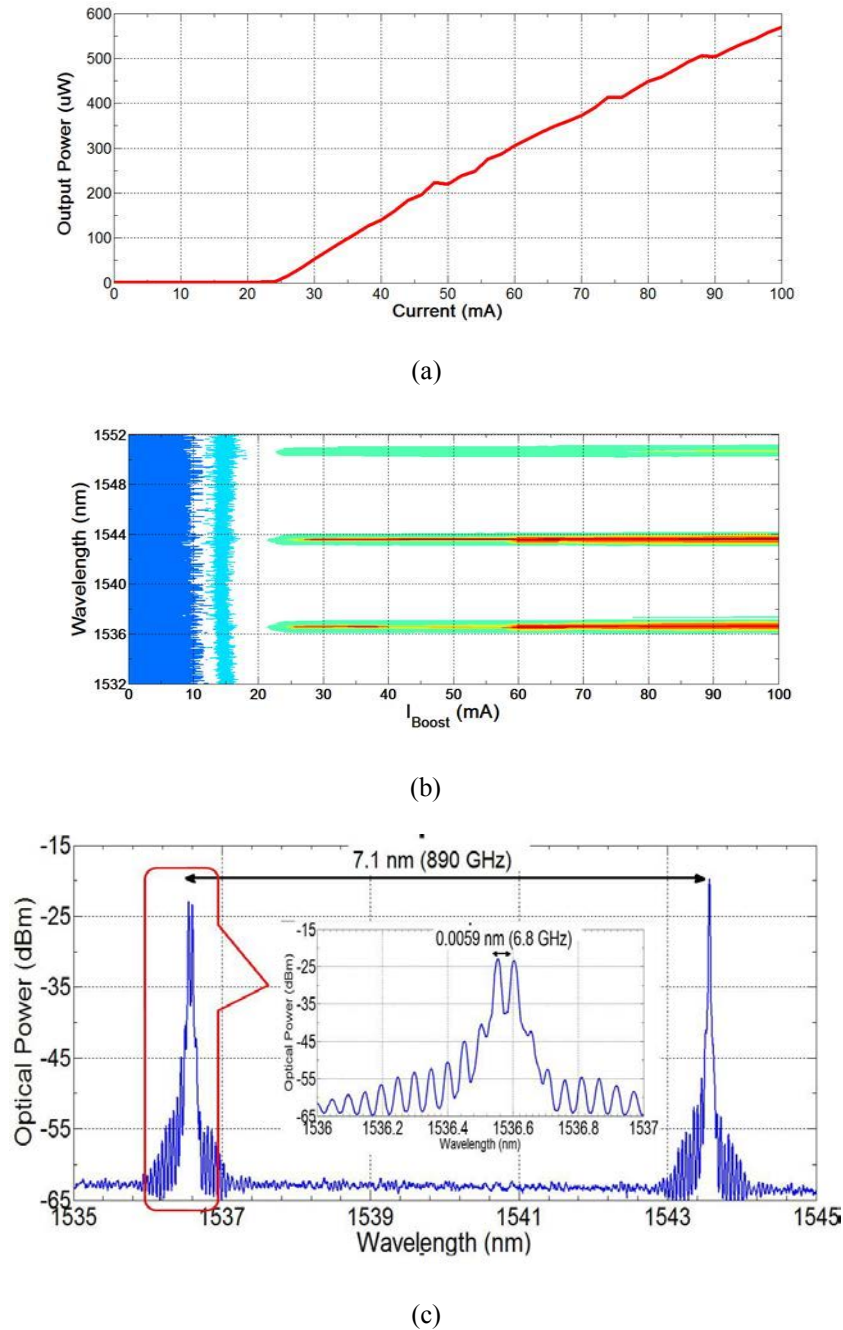 600
500
400
300
200
100
0
Output Power (uW)
0 10 20 30 40 50 60 70 80 90 100
Current (mA)
(a)
1552
1548
1544
1540
1536
1532
Wavelength (nm)
0 10 20 30 40 50 60 70 80 90 100
I_Boost (mA)
(b)
-15
-25
-35
-45
-55
-65
Optical Power (dBm)
7.1 nm (890 GHz)
-15
-25
-35
-45
-55
-65
Optical Power (dBm)
0.0059 nm (6.8 GHz)
1536 1536.2 1536.4 1536.6 1536.8 1537
Wavelength (nm)
1535 1537 1539 1541 1543 1545
Wavelength (nm)
(c)